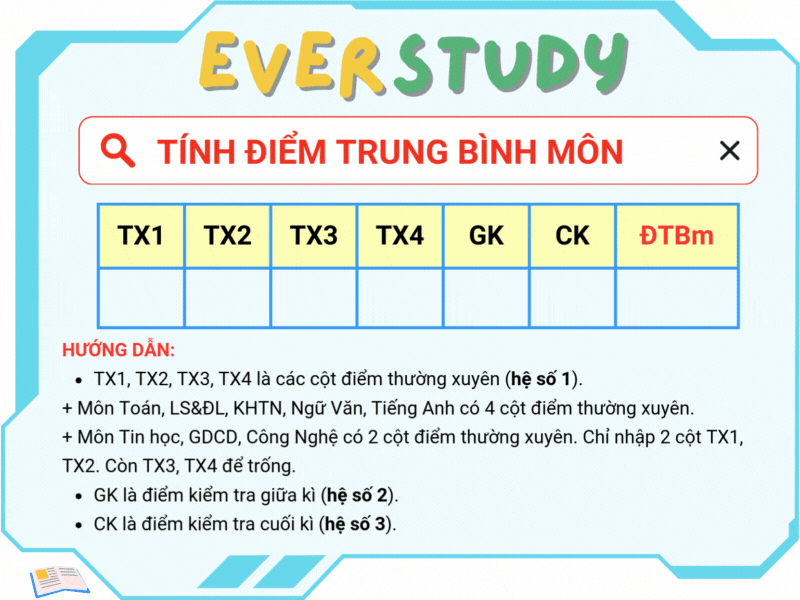 EVERSTUDY
TÍNH ĐIỂM TRUNG BÌNH MÔN
TX1 TX2 TX3 TX4 GK CK ĐTBm
HƯỚNG DẪN:
• TX1, TX2, TX3, TX4 là các cột điểm thường xuyên (hệ số 1).
+ Môn Toán, LS&ĐL, KHTN, Ngữ Văn, Tiếng Anh có 4 cột điểm thường xuyên.
+ Môn Tin học, GDCD, Công Nghệ có 2 cột điểm thường xuyên. Chỉ nhập 2 cột TX1,
TX2. Còn TX3, TX4 để trống.
• GK là điểm kiểm tra giữa kì (hệ số 2).
• CK là điểm kiểm tra cuối kì (hệ số 3).